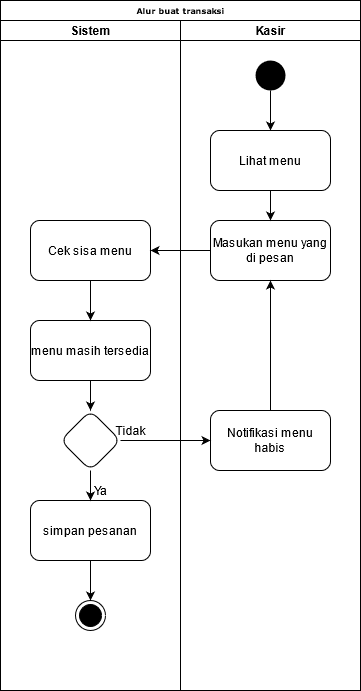 Alur buat transaksi
Sistem
Kasir
Lihat menu
Masukan menu yang
di pesan
Cek sisa menu
menu masih tersedia
Tidak
Notifikasi menu
habis
Ya
simpan pesanan